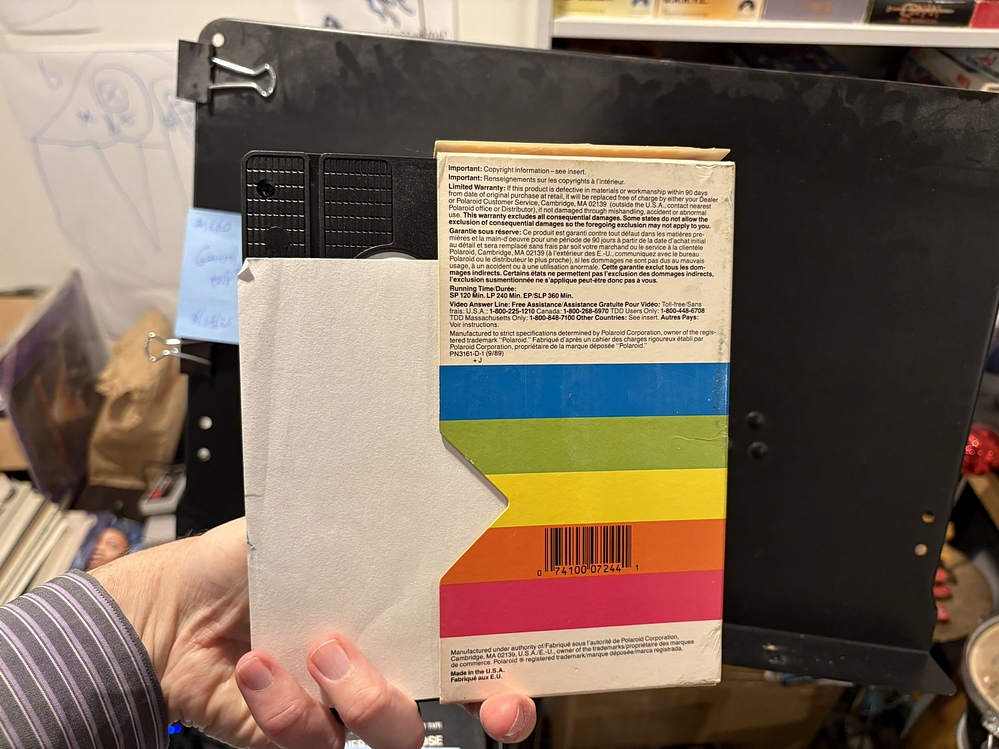 Important: Copyright information – see insert.
Important: Renseignements sur les copyrights à l'intérieur.
Limited Warranty: If this product is defective in materials or workmanship within 90 days
from date of original purchase at retail, it will be replaced free of charge by either your Dealer
or Polaroid Customer Service, Cambridge, MA 02139 (outside the U.S.A., contact nearest
Polaroid office or Distributor), if not damaged through mishandling, accident or abnormal
use. This warranty excludes all consequential damages. Some states do not allow the
exclusion of consequential damages so the foregoing exclusion may not apply to you.
Garantie sous réserve: Ce produit est garanti contre tout défaut dans les matières pre-
mières et la main-d'oeuvre pour une période de 90 jours à partir de la date d'achat initial
au détail et sera remplacé sans frais par soit votre marchand ou le service à la clientèle
Polaroid, Cambridge, MA 02139 (à l'extérieur des E.-U., communiquez avec le bureau
Polaroid ou le distributeur le plus proche), si les dommages ne sont pas dus au mauvais
usage, à un accident ou à une utilisation anormale. Cette garantie exclut tous les dom-
mages indirects. Certains états ne permettent pas l'exclusion des dommages indirects,
l'exclusion susmentionnée ne s'applique peut-être donc pas à vous.
Running Time/Durée:
SP 120 Min. LP 240 Min. EP/SLP 360 Min.
Video Answer Line: Free Assistance/Assistance Gratuite Pour Vidéo: Toll-free/Sans
frais: U.S.A.: 1-800-225-1210 Canada: 1-800-268-6970 TDD Users Only: 1-800-448-6708
TDD Massachusetts Only: 1-800-848-7100 Other Countries: See insert. Autres Pays:
Voir instructions.
Manufactured to strict specifications determined by Polaroid Corporation, owner of the regis-
tered trademark "Polaroid." Fabriqué d'après un cahier des charges rigoureux établi par
Polaroid Corporation, propriétaire de la marque déposée "Polaroid."
PN3161-D-1 (9/89)
+ J
0 74100 07244 1
Manufactured under authority of/Fabriqué sous l'autorité de Polaroid Corporation,
Cambridge, MA 02139, U.S.A./E.-U., owner of the trademarks/propriétaire des marques
de commerce. Polaroid ® registered trademark/marque déposée/marca registrada.
Made in the U.S.A.
Fabriqué aux E.U.